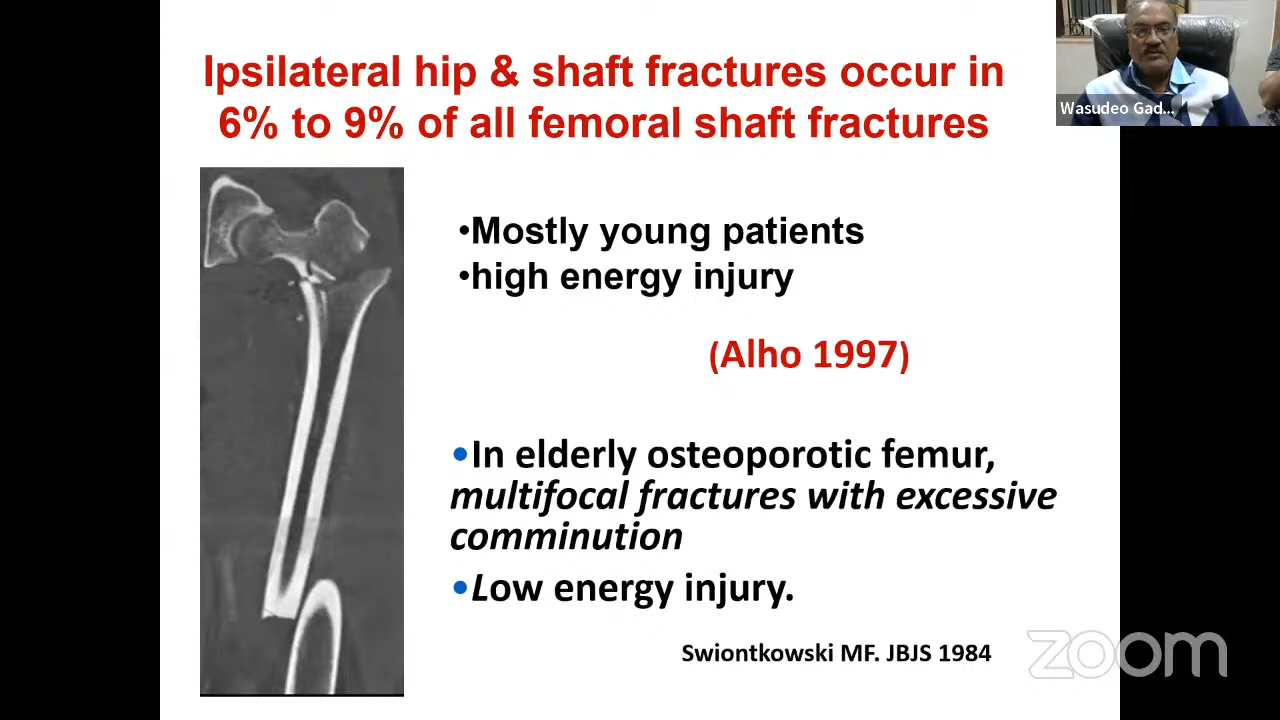 Ipsilateral hip & shaft fractures occur in
6% to 9% of all femoral shaft fractures
Wasudeo Gad...
•Mostly young patients
•high energy injury
(Alho 1997)
•In elderly osteoporotic femur,
multifocal fractures with excessive
comminution
•Low energy injury.
Swiontkowski MF. JBJS 1984
zoom